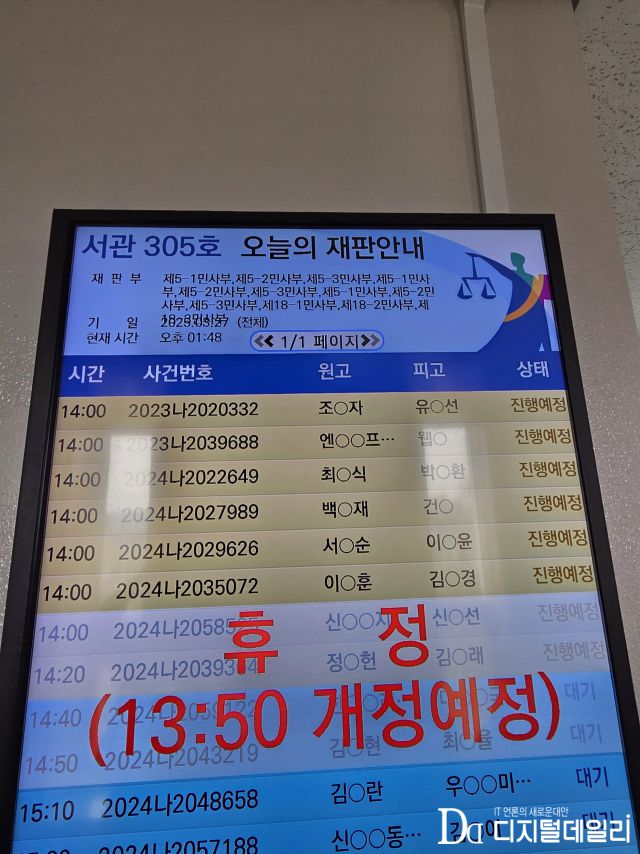 서관 305호 오늘의 재판안내
재 판 부 제5-1민사부,제5-2민사부,제5-3민사부,제5-1민사
부,제5-2민사부,제5-3민사부,제5-1민사부,제5-2민
사부,제5-3민사부,제18-1민사부,제18-2민사부,제
18-3민사부
기 일 2025.03.27 (전체)
현재 시간 오후 01:48 1/1 페이지
시간 사건번호 원고 피고 상태
14:00 2023나2020332 조○자 유○선 진행예정
14:00 2023나2039688 엔○○프… 웹○ 진행예정
14:00 2024나2022649 최○식 박○환 진행예정
14:00 2024나2027989 백○재 건○ 진행예정
14:00 2024나2029626 서○순 이○윤 진행예정
14:00 2024나2035072 이○훈 김○경 진행예정
14:00 신○○ 신○선 진행예정
휴 정
14:20 정○헌 김○래 진행예정
14:40 대기
(13:50 개정예정)
14:50 2024나2043219 김○현 최○율 대기
15:10 2024나2048658 김○란 우○○미… 대기
2024나2057188 신○○동…
IT 언론의 새로운대안
DD 디지털데일리